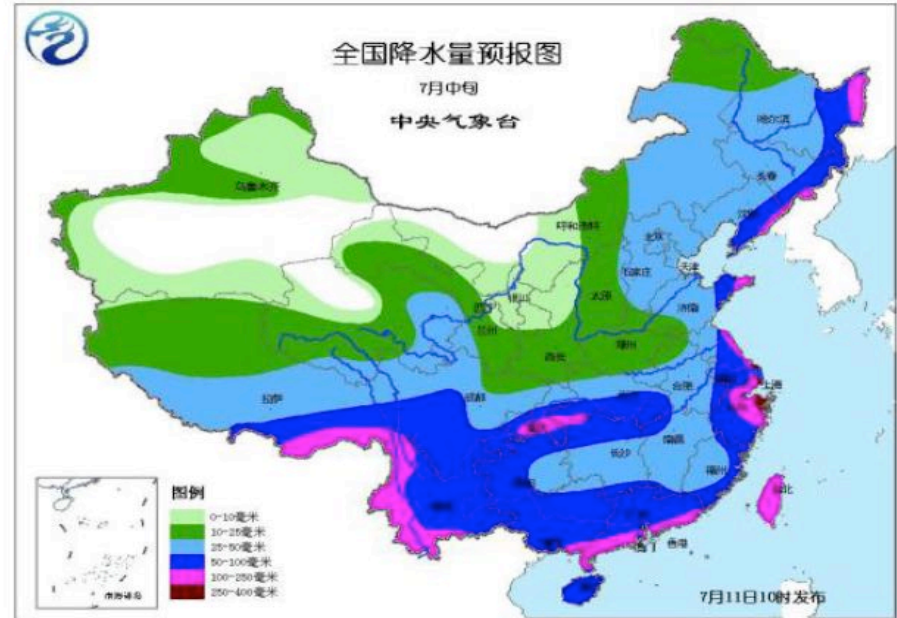 全国降水量预报图
7月中旬
中央气象台
哈尔滨
长春
沈阳
乌鲁木齐
呼和浩特
北京
天津
石家庄
银川
太原
济南
西宁
兰州
郑州
西安
合肥
上海
拉萨
成都
南昌
长沙
福州
台北
香港
澳门
图例
0-10毫米
10-25毫米
25-50毫米
50-100毫米
100-250毫米
250-400毫米
南海诸岛
7月11日10时发布